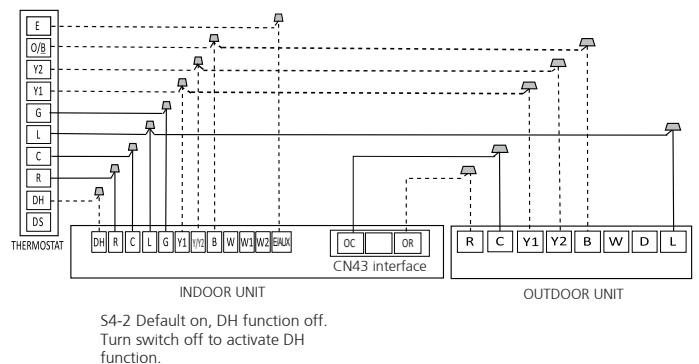 E
O/B
Y2
Y1
G
L
C
R
DH
DS
THERMOSTAT
DH R C L G Y1 Y/Y2 B W W1 W2 E/AUX
OC OR
CN43 interface
INDOOR UNIT
R C Y1 Y2 B W D L
OUTDOOR UNIT
S4-2 Default on, DH function off.
Turn switch off to activate DH
function.